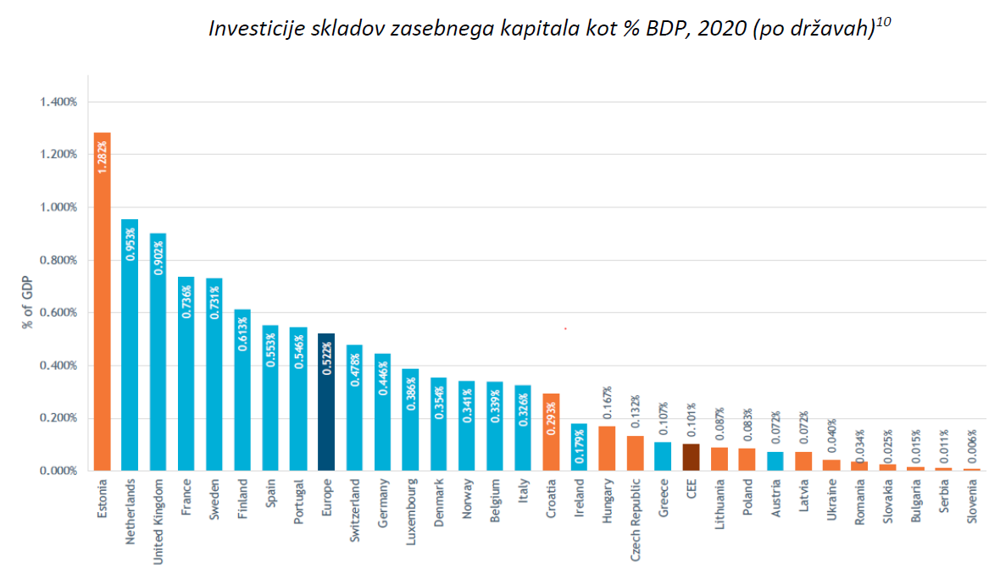 Investicije skladov zasebnega kapitala kot % BDP, 2020 (po državah)10
1.400%
1.200%
1.000%
0.800%
0.600%
0.400%
0.200%
0.000%
% of GDP
1.282%
0.953%
0.902%
0.736%
0.731%
0.613%
0.553%
0.546%
0.522%
0.478%
0.446%
0.386%
0.354%
0.341%
0.339%
0.326%
0.293%
0.179%
0.167%
0.132%
0.107%
0.101%
0.087%
0.083%
0.072%
0.072%
0.040%
0.034%
0.025%
0.015%
0.011%
0.006%
Estonia
Netherlands
United Kingdom
France
Sweden
Finland
Spain
Portugal
Europe
Switzerland
Germany
Luxembourg
Denmark
Norway
Belgium
Italy
Croatia
Ireland
Hungary
Czech Republic
Greece
CEE
Lithuania
Poland
Austria
Latvia
Ukraine
Romania
Slovakia
Bulgaria
Serbia
Slovenia